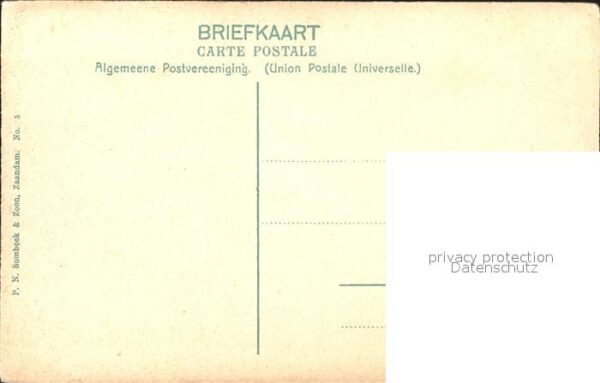 BRIEFKAART
CARTE POSTALE
Algemeene Postvereeniging. (Union Postale Universelle.)
P. N. Sombeek & Zoon, Zaandam. No. 5
privacy protection
Datenschutz